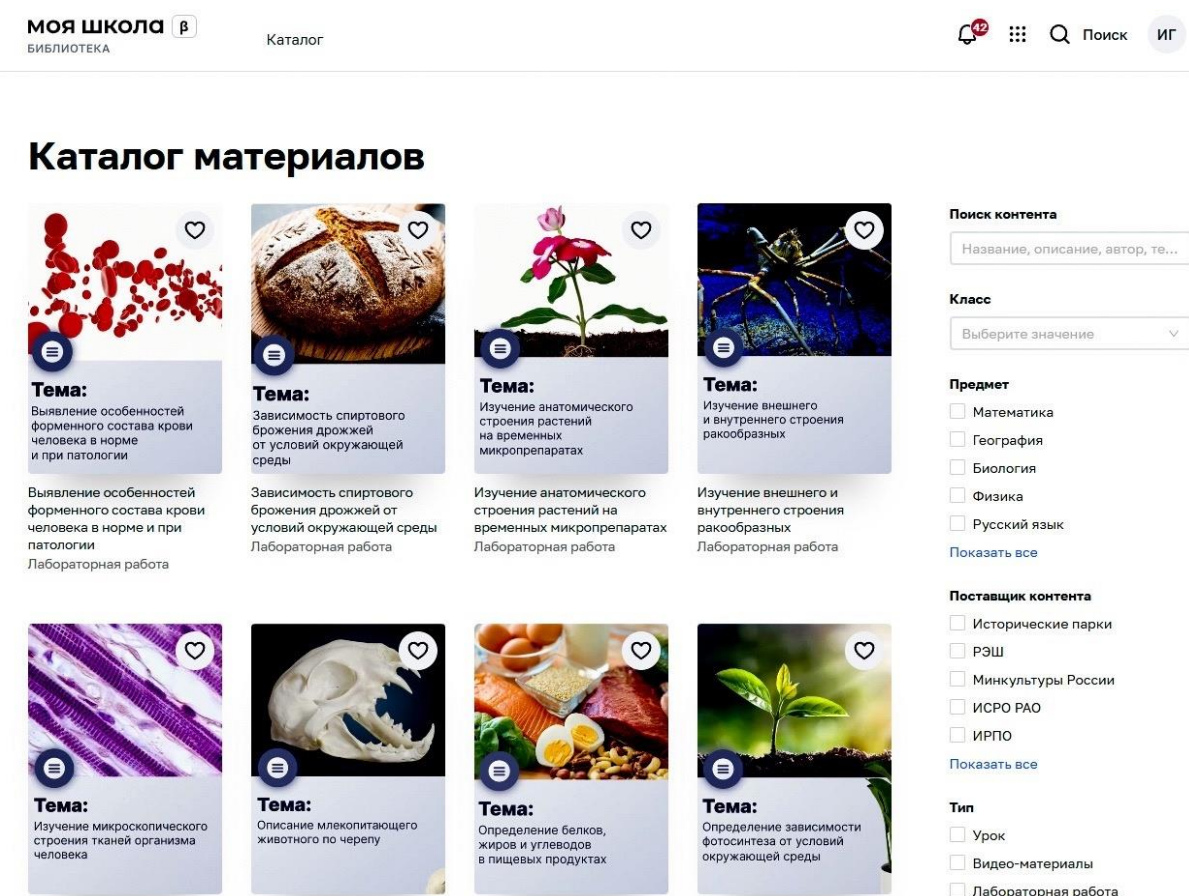 МОЯ ШКОЛА β
БИБЛИОТЕКА
Каталог
42
Поиск
ИГ
Каталог материалов
Тема:
Выявление особенностей
форменного состава крови
человека в норме
и при патологии
Выявление особенностей
форменного состава крови
человека в норме и при
патологии
Лабораторная работа
Тема:
Зависимость спиртового
брожения дрожжей
от условий окружающей
среды
Зависимость спиртового
брожения дрожжей от
условий окружающей среды
Лабораторная работа
Тема:
Изучение анатомического
строения растений
на временных
микропрепаратах
Изучение анатомического
строения растений на
временных микропрепаратах
Лабораторная работа
Тема:
Изучение внешнего
и внутреннего строения
ракообразных
Изучение внешнего и
внутреннего строения
ракообразных
Лабораторная работа
Тема:
Изучение микроскопического
строения тканей организма
человека
Тема:
Описание млекопитающего
животного по черепу
Тема:
Определение белков,
жиров и углеводов
в пищевых продуктах
Тема:
Определение зависимости
фотосинтеза от условий
окружающей среды
Поиск контента
Название, описание, автор, те...
Класс
Выберите значение
Предмет
Математика
География
Биология
Физика
Русский язык
Показать все
Поставщик контента
Исторические парки
РЭШ
Минкультуры России
ИСРО РАО
ИРПО
Показать все
Тип
Урок
Видео-материалы
Лабораторная работа